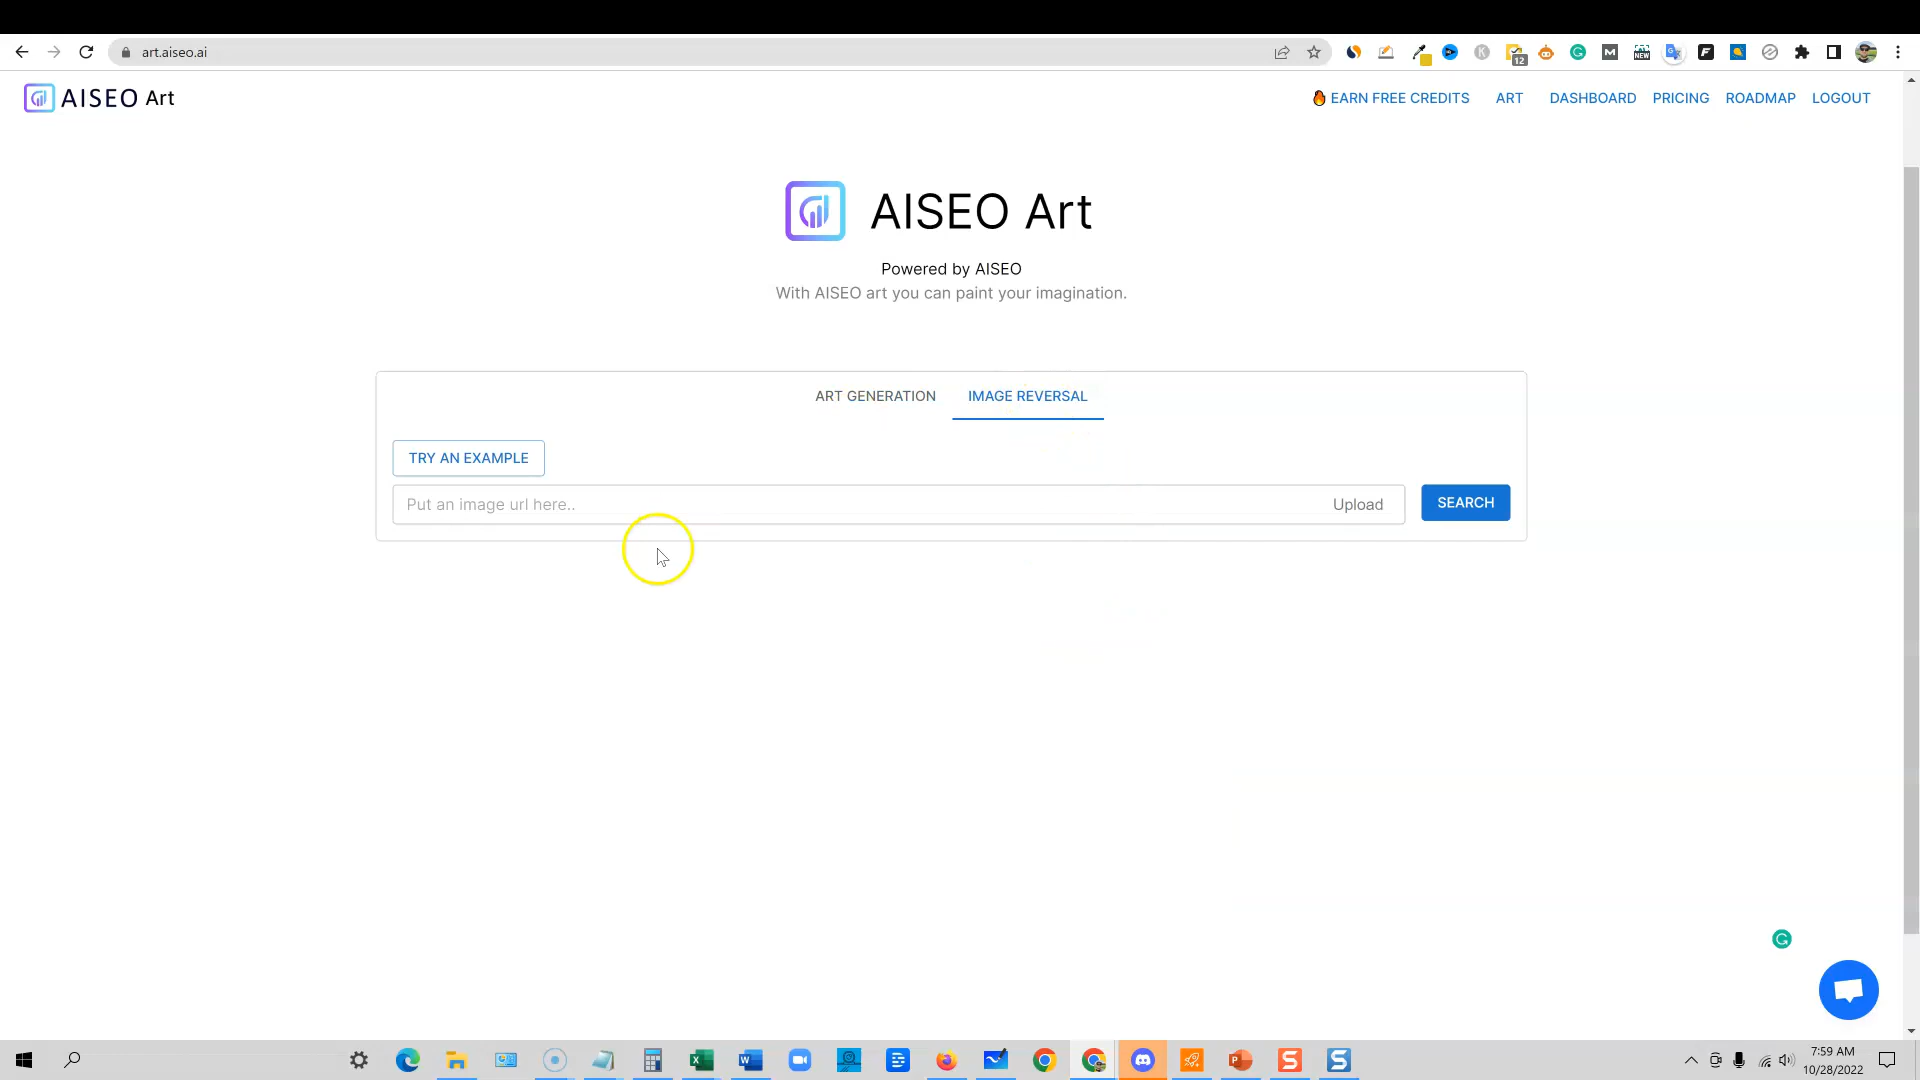 art.aiseo.ai
12
NEW
AISEO Art
🔥 EARN FREE CREDITS ART DASHBOARD PRICING ROADMAP LOGOUT
AISEO Art
Powered by AISEO
With AISEO art you can paint your imagination.
ART GENERATION IMAGE REVERSAL
TRY AN EXAMPLE
Put an image url here.. Upload SEARCH
7:59 AM
10/28/2022